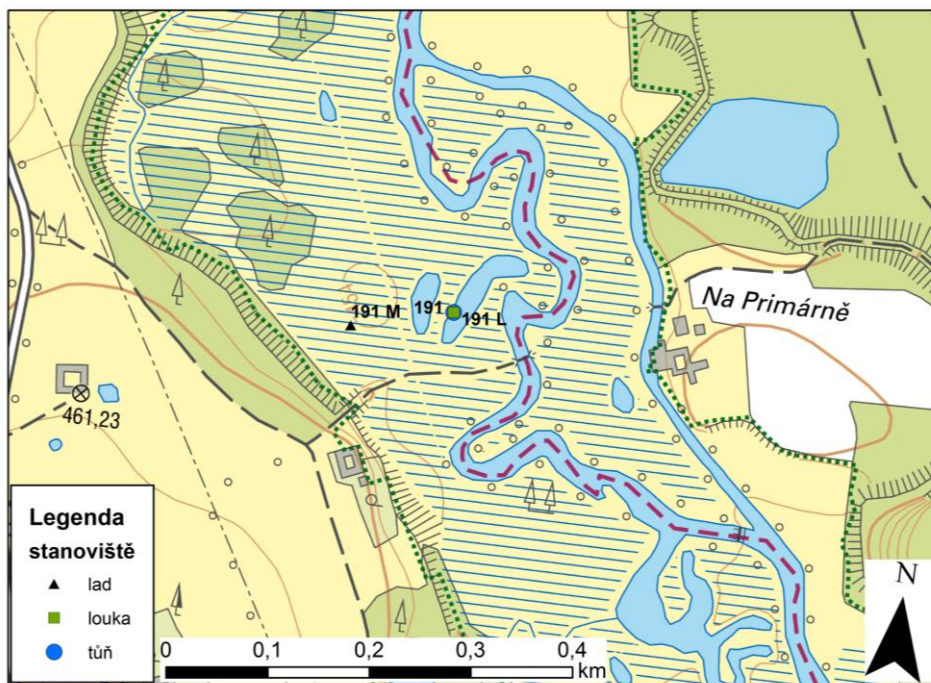 454
191 M
191
191 L
Na Primárně
461,23
Legenda
stanoviště
lad
louka
tůň
0 0,1 0,2 0,3 0,4
km
N